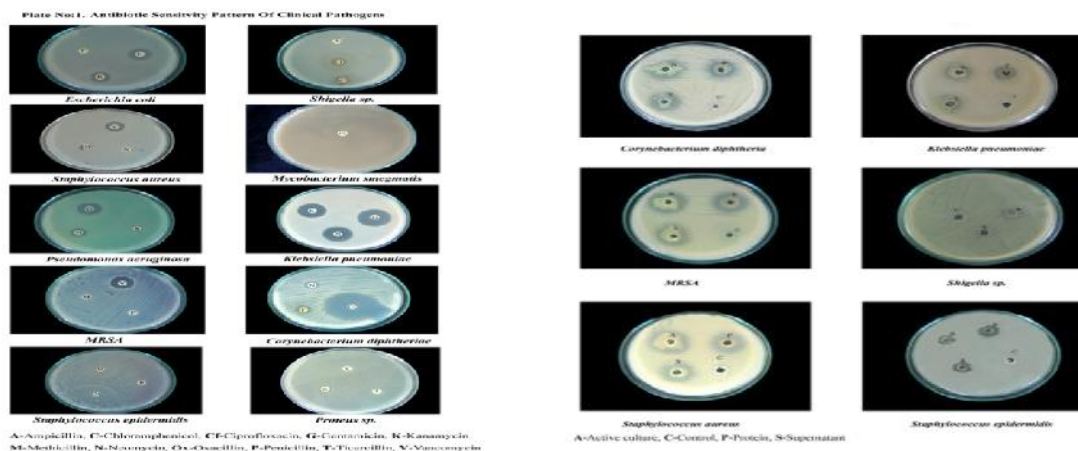 Plate No:1. Antibiotic Sensitvity Pattern Of Clinical Pathogens
Escherichia coli
Shigella sp.
Staphylococcus aureus
Mycobacterium smegmatis
Pseudomonas aeruginosa
Klebsiella pneumoniae
MRSA
Corynebacterium diphtheriae
Staphylococcus epidermidis
Proteus sp.
A-Ampicillin, C-Chloramphenicol, Cf-Ciprofloxacin, G-Gentamicin, K-Kanamycin
M-Methicillin, N-Neomycin, Ox-Oxacillin, P-Penicillin, T-Ticarcillin, V-Vancomycin
Corynebacterium diphtheria
Klebsiella pneumoniae
MRSA
Shigella sp.
Staphylococcus aureus
Staphylococcus epidermidis
A-Active culture, C-Control, P-Protein, S-Supernatant